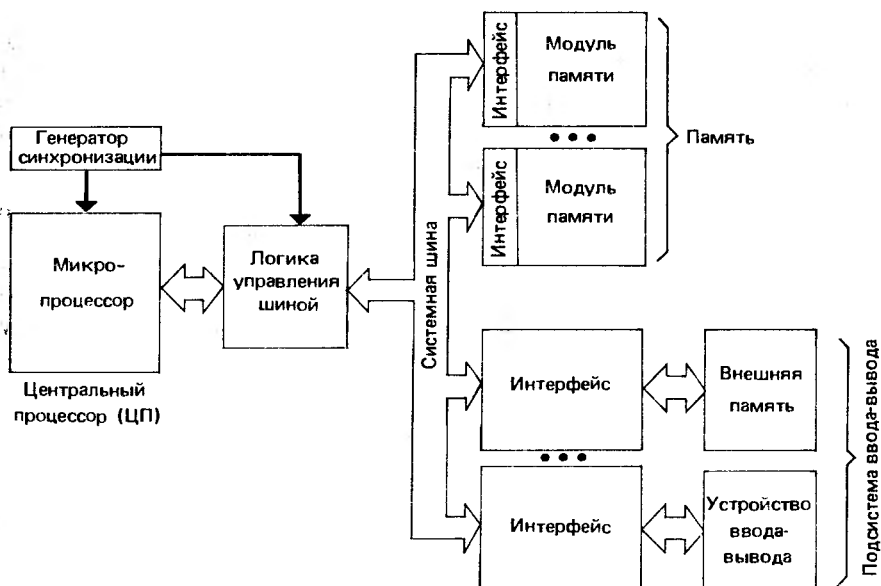 Генератор
синхронизации
Микро-
процессор
Центральный
процессор (ЦП)
Логика
управления
шиной
Системная шина
Интерфейс
Модуль
памяти
Интерфейс
Модуль
памяти
Память
Интерфейс
Внешняя
память
Интерфейс
Устройство
ввода-
вывода
Подсистема ввода-вывода